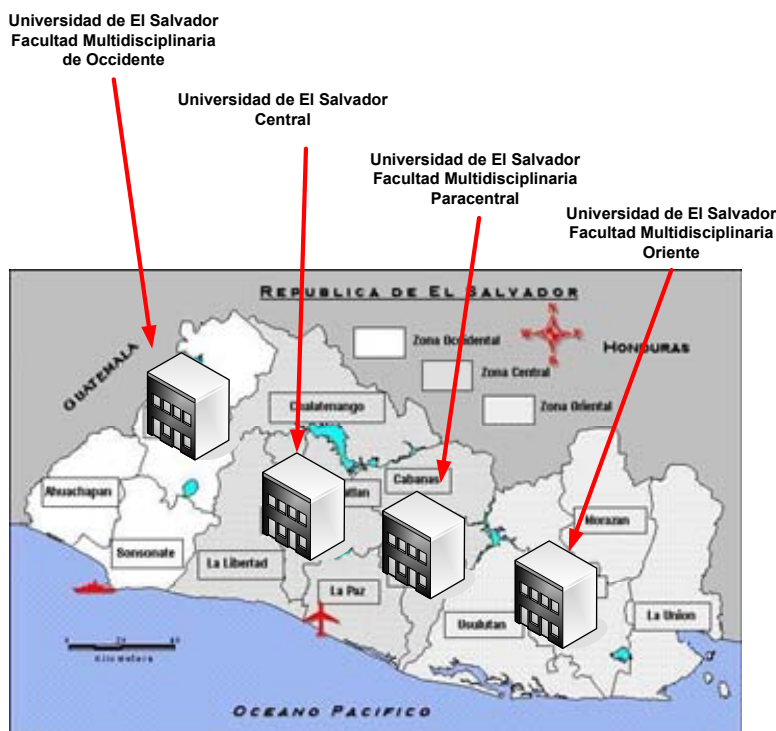 Universidad de El Salvador
Facultad Multidisciplinaria
de Occidente
Universidad de El Salvador
Central
Universidad de El Salvador
Facultad Multidisciplinaria
Paracentral
Universidad de El Salvador
Facultad Multidisciplinaria
Oriente
REPUBLICA DE EL SALVADOR
N
W
E
S
Zona Occidental
HONDURAS
Zona Central
GUATEMALA
Zona Oriental
Chalatenango
Cabanas
Ahuachapan
Morazan
Sonsonate
La Libertad
La Paz
La Union
Usulutan
Kilometers
OCEANO PACIFICO